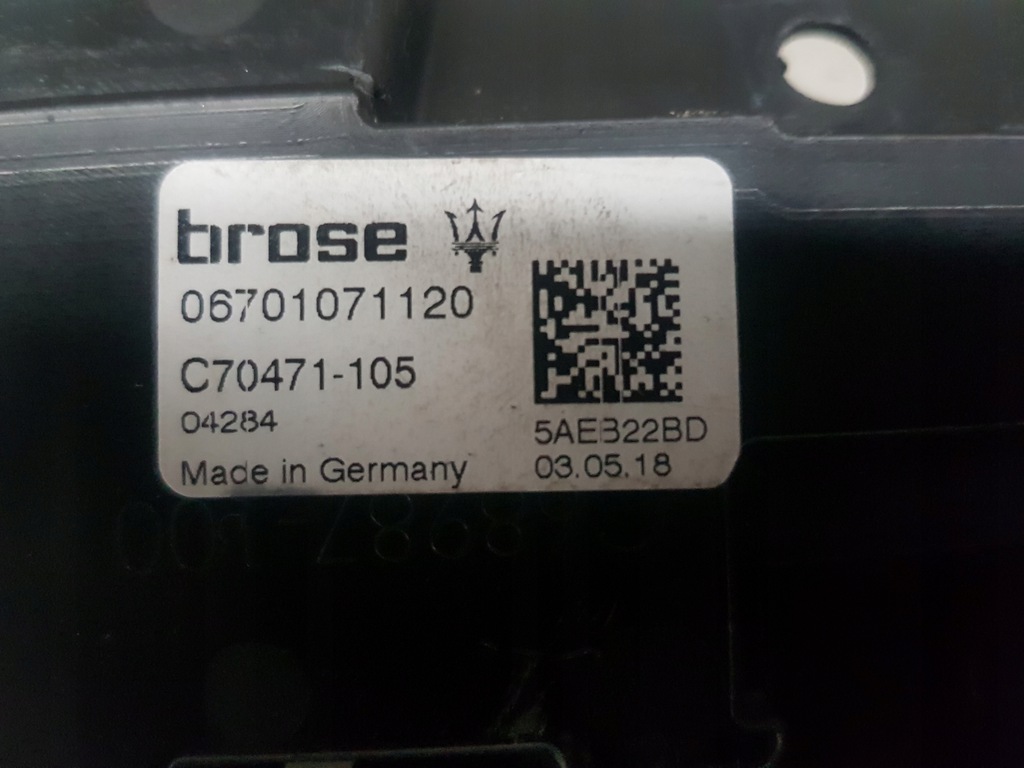 brose
06701071120
C70471-105
04284
Made in Germany
5AEB22BD
03.05.18